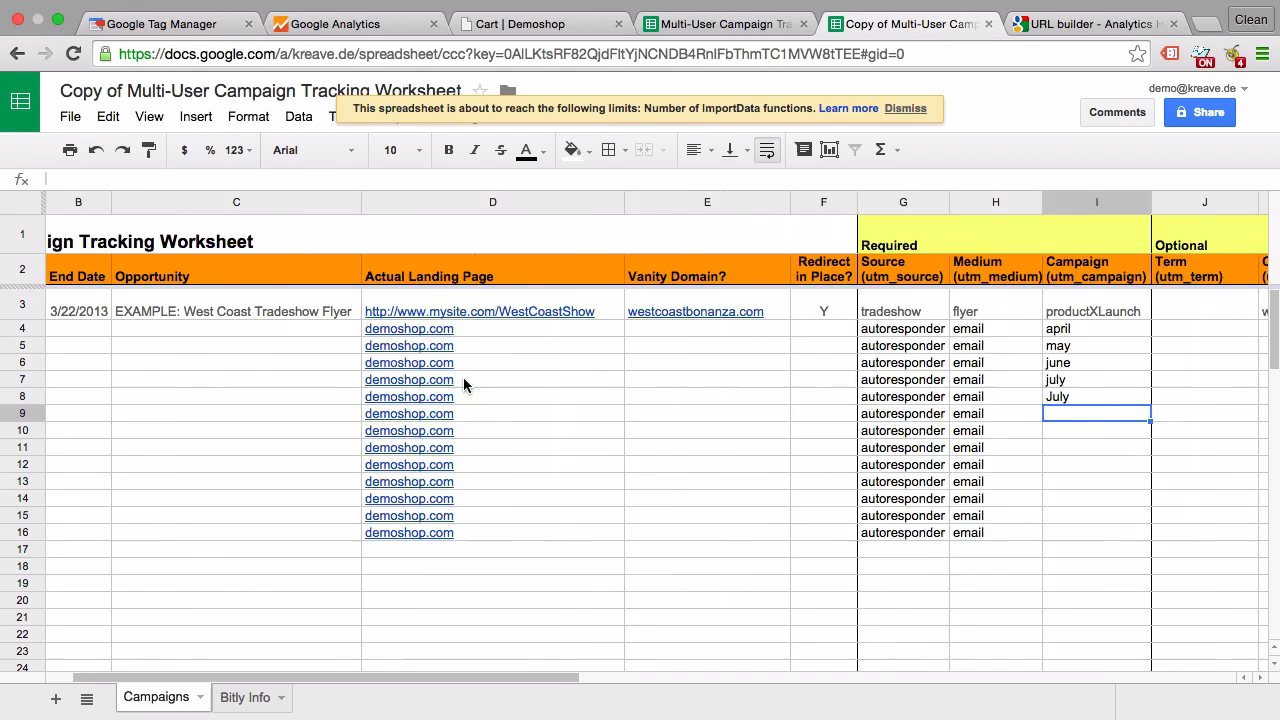 Google Tag Manager × Google Analytics × Cart | Demoshop × Multi-User Campaign Tra × Copy of Multi-User Camp × URL builder - Analytics H × Clean
https://docs.google.com/a/kreave.de/spreadsheet/ccc?key=0AlLKtsRF82QjdFltYjNCNDB4RnlFbThmTC1MVW8tTEE#gid=0 ON 4
Copy of Multi-User Campaign Tracking Worksheet demo@kreave.de
This spreadsheet is about to reach the following limits: Number of ImportData functions. Learn more Dismiss
File Edit View Insert Format Data T Comments Share
$ % 123 Arial 10 B I S A Σ
fx
B C D E F G H I J
1 ign Tracking Worksheet Required Optional
2 End Date Opportunity Actual Landing Page Vanity Domain? Redirect in Place? Source (utm_source) Medium (utm_medium) Campaign (utm_campaign) Term (utm_term)
3 3/22/2013 EXAMPLE: West Coast Tradeshow Flyer http://www.mysite.com/WestCoastShow westcoastbonanza.com Y tradeshow flyer productXLaunch
4 demoshop.com autoresponder email april
5 demoshop.com autoresponder email may
6 demoshop.com autoresponder email june
7 demoshop.com autoresponder email july
8 demoshop.com autoresponder email July
9 demoshop.com autoresponder email
10 demoshop.com autoresponder email
11 demoshop.com autoresponder email
12 demoshop.com autoresponder email
13 demoshop.com autoresponder email
14 demoshop.com autoresponder email
15 demoshop.com autoresponder email
16 demoshop.com autoresponder email
17
18
19
20
21
22
23
24
+ Campaigns Bitly Info